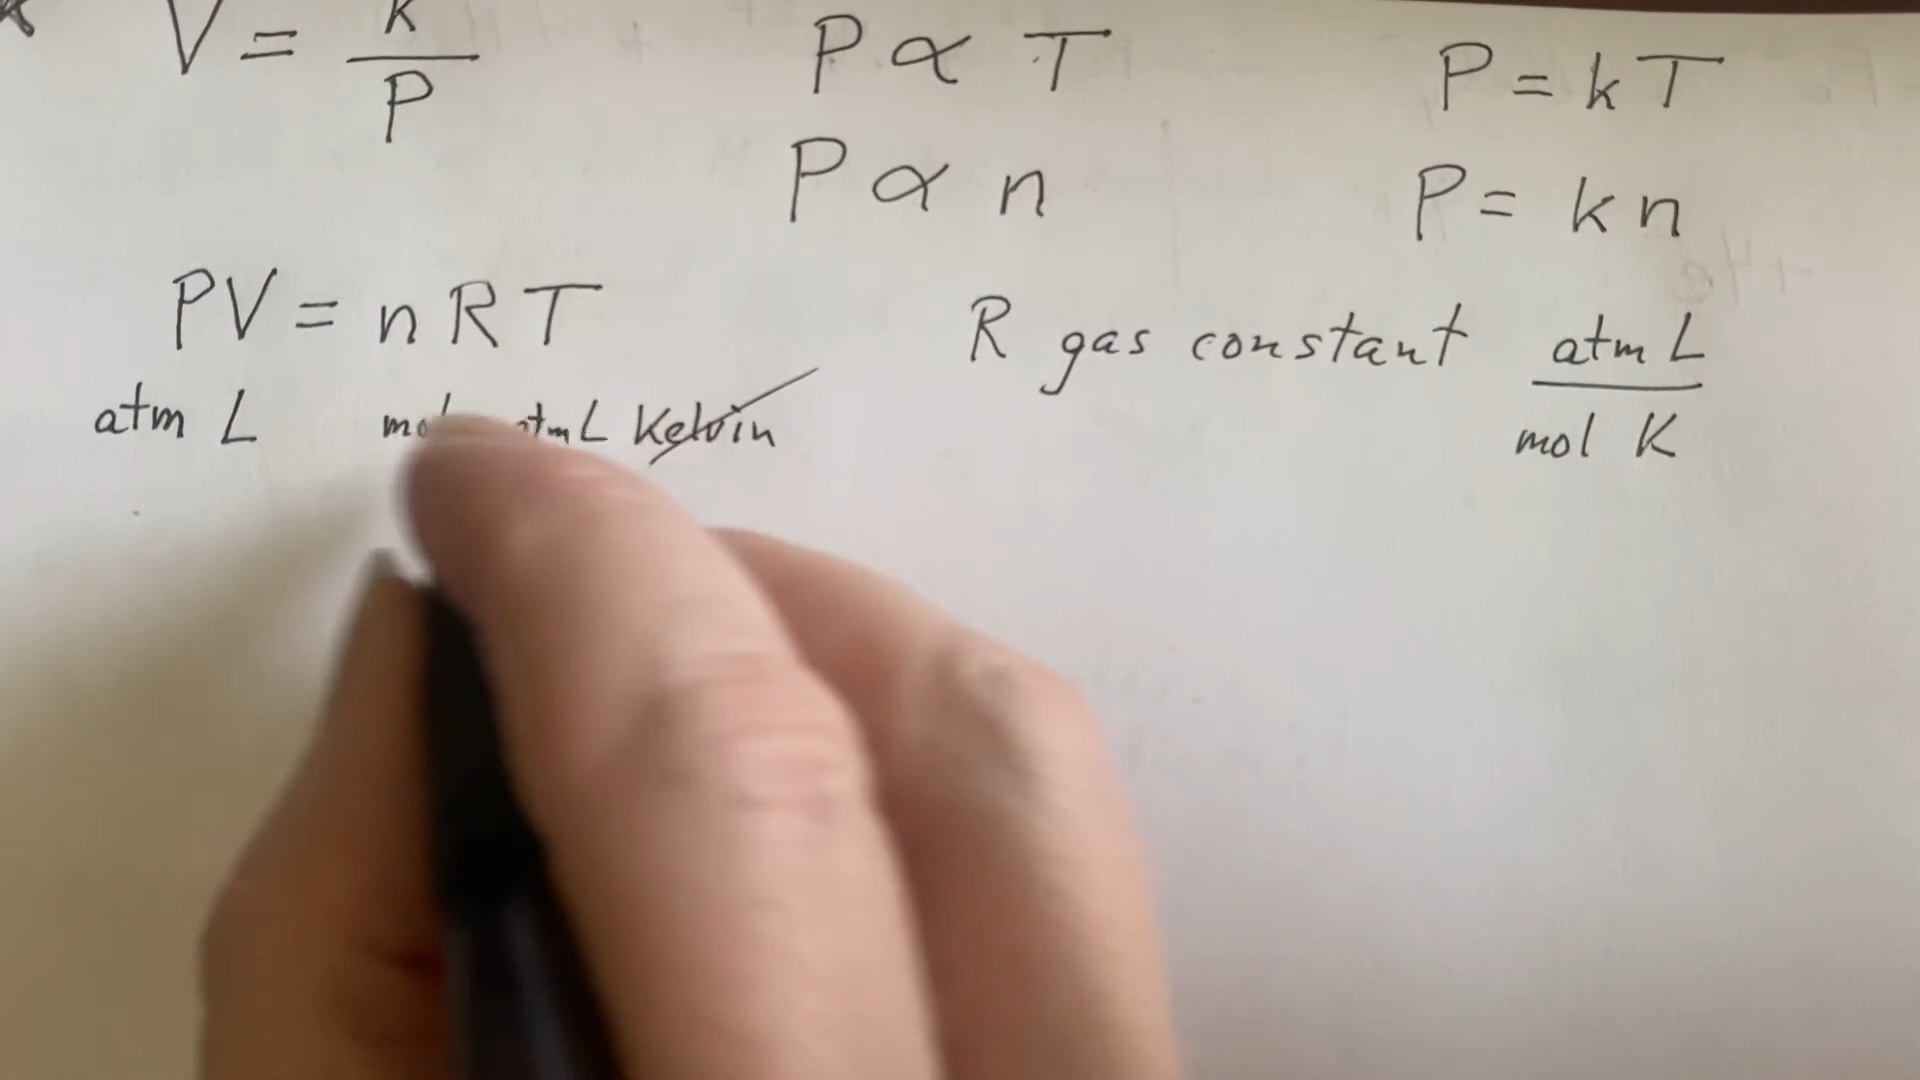 V = k/P P ∝ T P = kT
P ∝ n P = kn
PV = nRT R gas constant atm L
atm L L Kelvin mol K